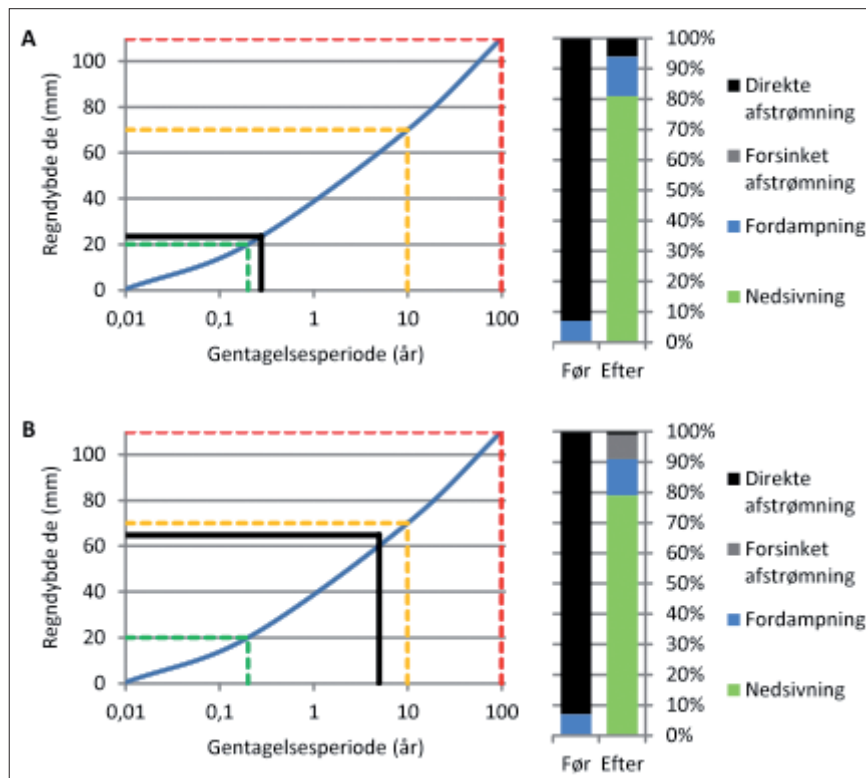 A
Regndybde de (mm)
100
80
60
40
20
0
0,01
0,1
1
10
100
Gentagelsesperiode (år)
100%
90%
80%
70%
60%
50%
40%
30%
20%
10%
0%
Før
Efter
Direkte
afstrømning
Forsinket
afstrømning
Fordampning
Nedsivning
B
Regndybde de (mm)
100
80
60
40
20
0
0,01
0,1
1
10
100
Gentagelsesperiode (år)
100%
90%
80%
70%
60%
50%
40%
30%
20%
10%
0%
Før
Efter
Direkte
afstrømning
Forsinket
afstrømning
Fordampning
Nedsivning